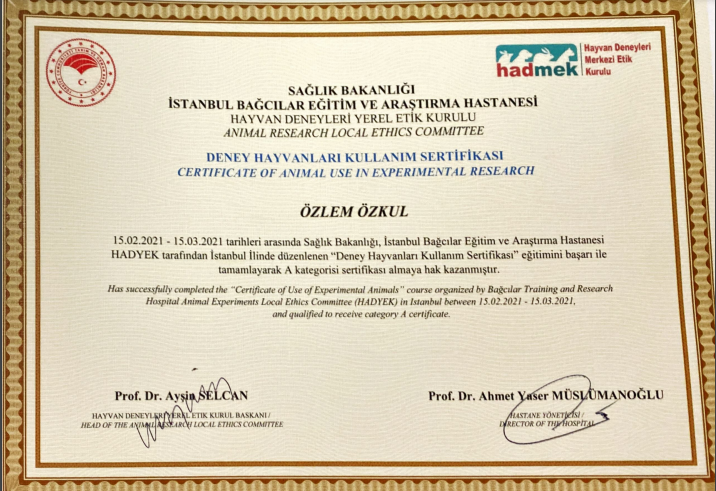 hadmek
Hayvan Deneyleri
Merkezi Etik
Kurulu
SAĞLIK BAKANLIĞI
İSTANBUL BAĞCILAR EĞİTİM VE ARAŞTIRMA HASTANESİ
HAYVAN DENEYLERİ YEREL ETİK KURULU
ANIMAL RESEARCH LOCAL ETHICS COMMITTEE
DENEY HAYVANLARI KULLANIM SERTİFİKASI
CERTIFICATE OF ANIMAL USE IN EXPERIMENTAL RESEARCH
ÖZLEM ÖZKUL
15.02.2021 - 15.03.2021 tarihleri arasında Sağlık Bakanlığı, İstanbul Bağcılar Eğitim ve Araştırma Hastanesi
HADYEK tarafından İstanbul İlinde düzenlenen “Deney Hayvanları Kullanım Sertifikası” eğitimini başarı ile
tamamlayarak A kategorisi sertifikası almaya hak kazanmıştır.
Has successfully completed the “Certificate of Use of Experimental Animals” course organized by Bağcılar Training and Research
Hospital Animal Experiments Local Ethics Committee (HADYEK) in Istanbul between 15.02.2021 - 15.03.2021,
and qualified to receive category A certificate.
Prof. Dr. Ayşin SELCAN
HAYVAN DENEYLERİ YEREL ETİK KURUL BAŞKANI /
HEAD OF THE ANIMAL RESEARCH LOCAL ETHICS COMMITTEE
Prof. Dr. Ahmet Yaser MÜSLÜMANOĞLU
HASTANE YÖNETİCİSİ /
DIRECTOR OF THE HOSPITAL